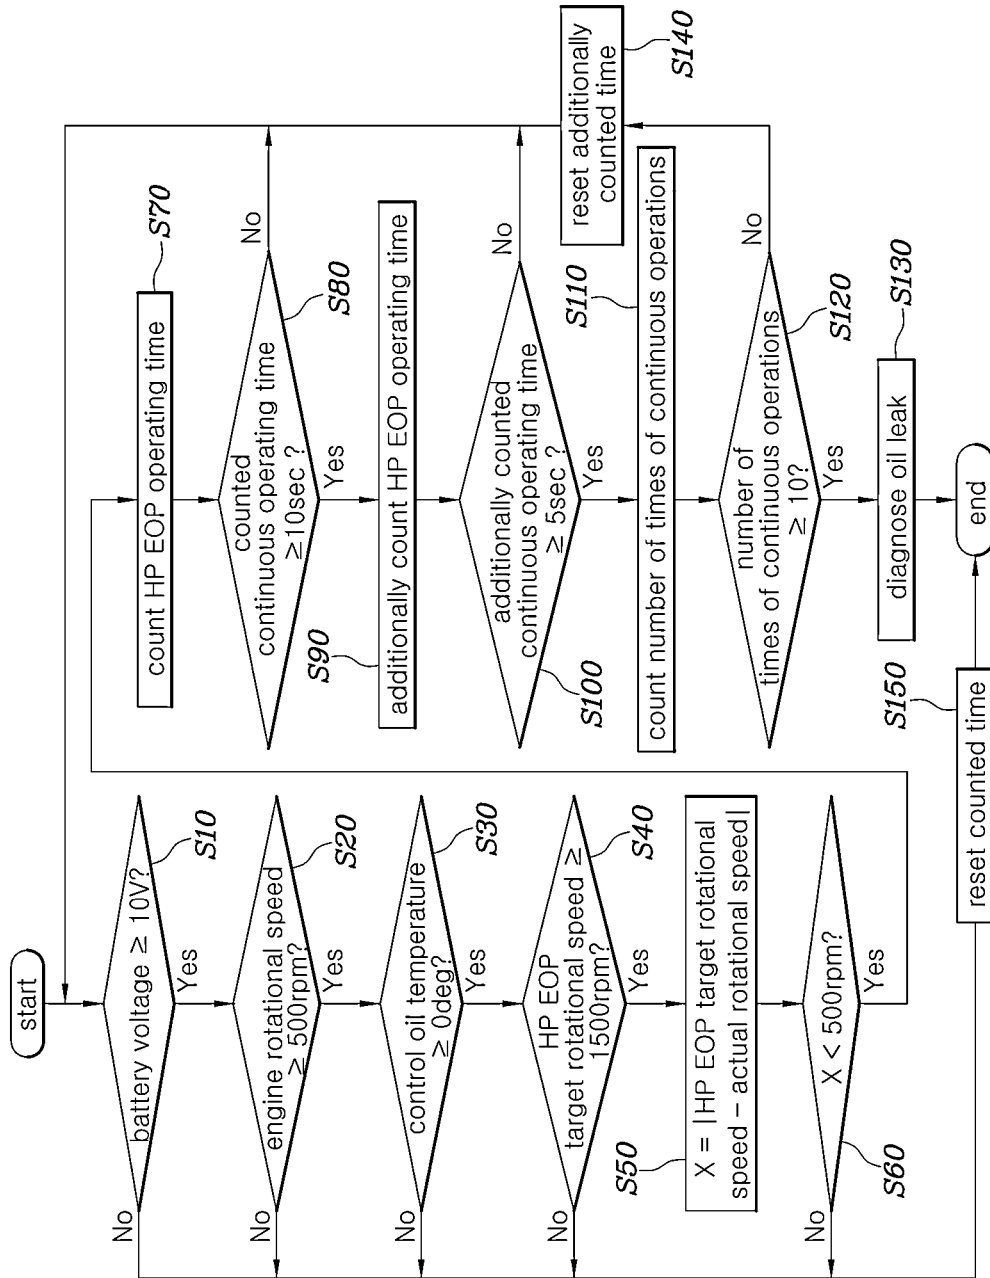 start
battery voltage ≥ 10V?
S10
No
Yes
engine rotational speed
≥ 500rpm?
S20
No
Yes
control oil temperature
≥ 0deg?
S30
No
Yes
HP EOP
target rotational speed ≥
1500rpm?
S40
No
Yes
S50
X = |HP EOP target rotational
speed – actual rotational speed|
X < 500rpm?
S60
No
Yes
count HP EOP operating time
S70
counted
continuous operating time
≥10sec ?
S80
No
Yes
S90
additionally count HP EOP operating time
additionally counted
continuous operating time
≥ 5sec ?
S100
No
Yes
S110
count number of times of continuous operations
number of
times of continuous operations
≥ 10?
S120
No
Yes
reset additionally
counted time
S140
diagnose oil leak
S130
reset counted time
S150
end